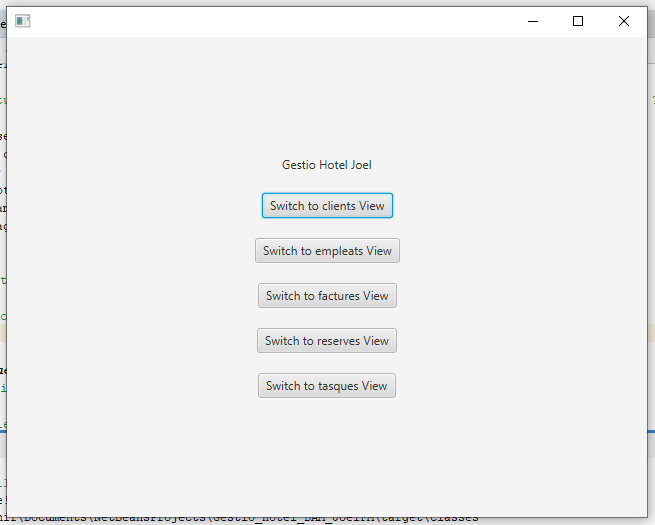 Gestio Hotel Joel
Switch to clients View
Switch to empleats View
Switch to factures View
Switch to reserves View
Switch to tasques View